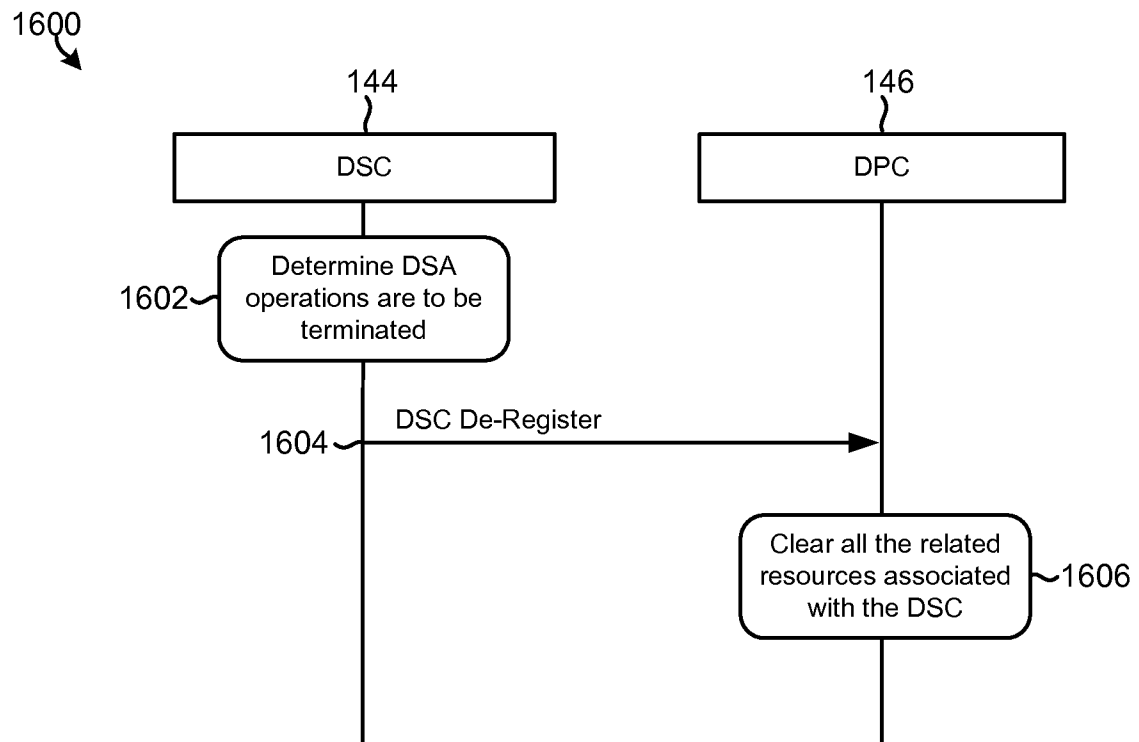 1600
144
146
DSC
DPC
Determine DSA
operations are to be
terminated
1602
DSC De-Register
1604
Clear all the related
resources associated
with the DSC
1606